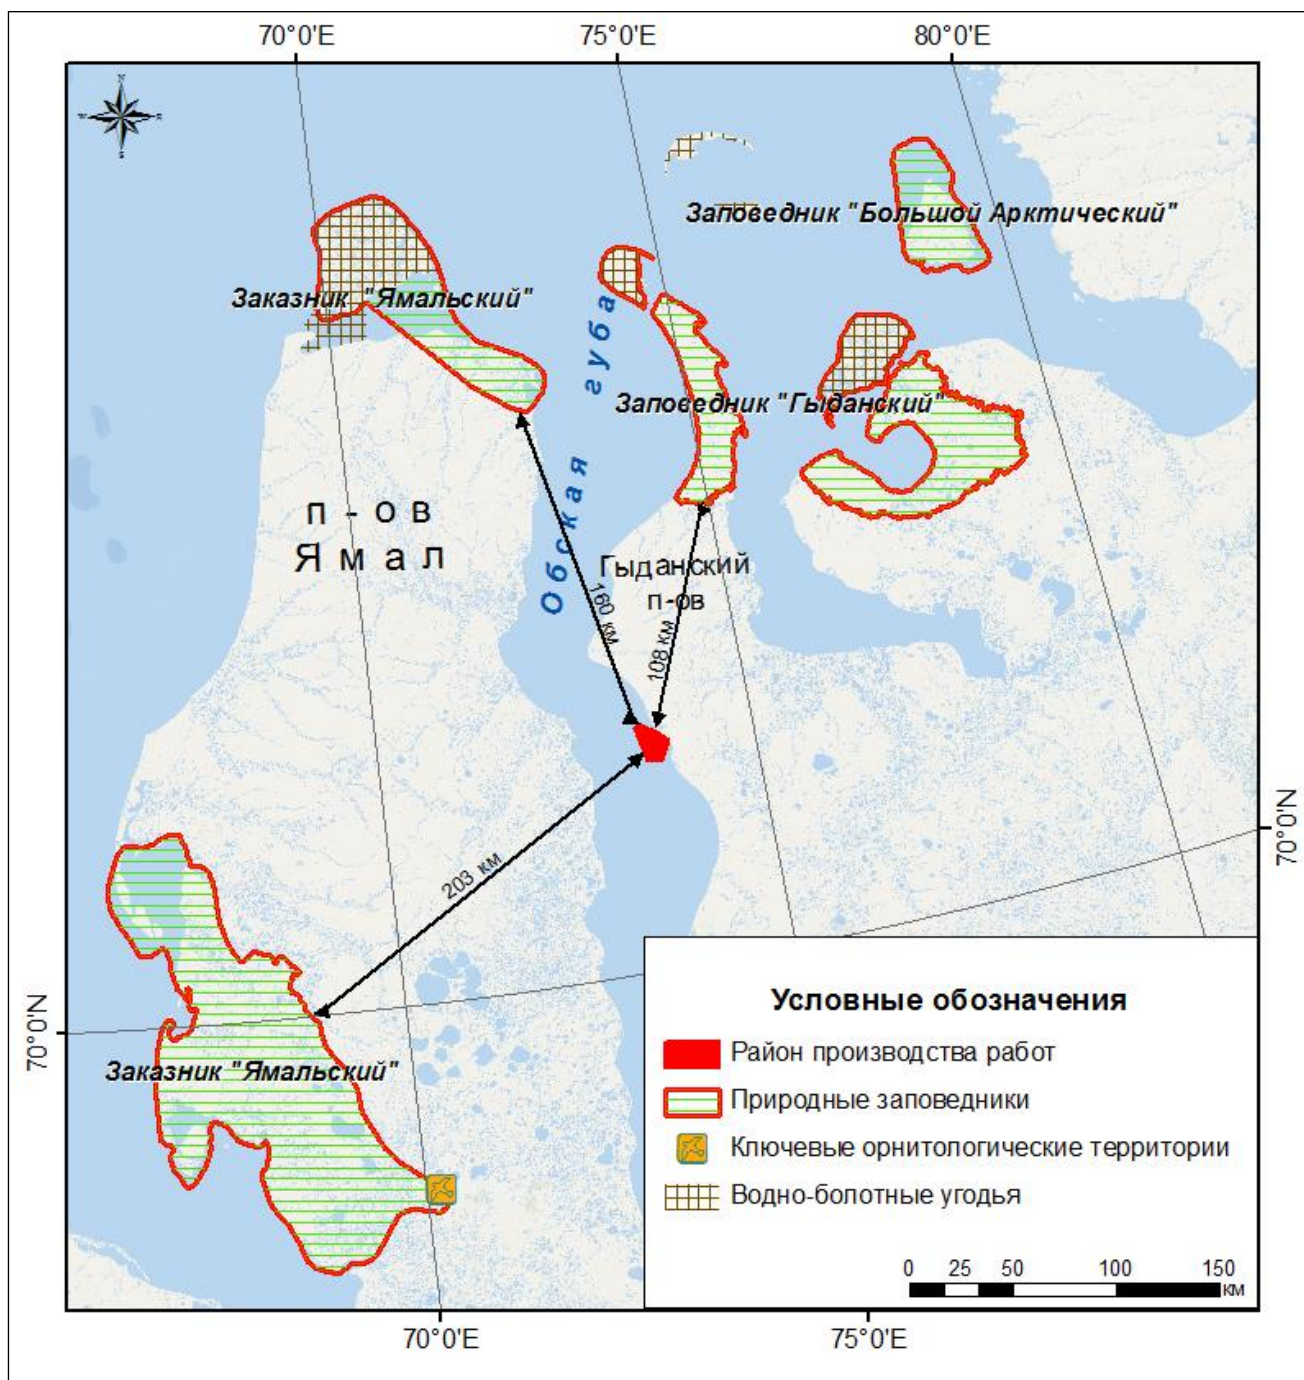 70°0'E
75°0'E
80°0'E
N
W
E
S
Заповедник "Большой Арктический"
Заказник "Ямальский"
Обская губа
Заповедник "Гыданский"
п-ов
Ямал
Гыданский
п-ов
160 км
108 км
203 км
70°0'N
70°0'N
Заказник "Ямальский"
Условные обозначения
Район производства работ
Природные заповедники
Ключевые орнитологические территории
Водно-болотные угодья
0 25 50 100 150
км
70°0'E
75°0'E